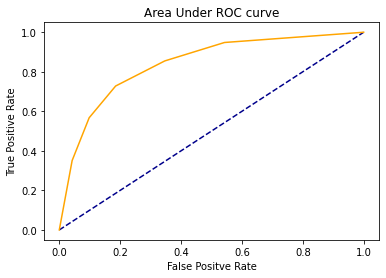 Area Under ROC curve
1.0
0.8
0.6
0.4
0.2
0.0
True Positive Rate
0.0 0.2 0.4 0.6 0.8 1.0
False Positve Rate